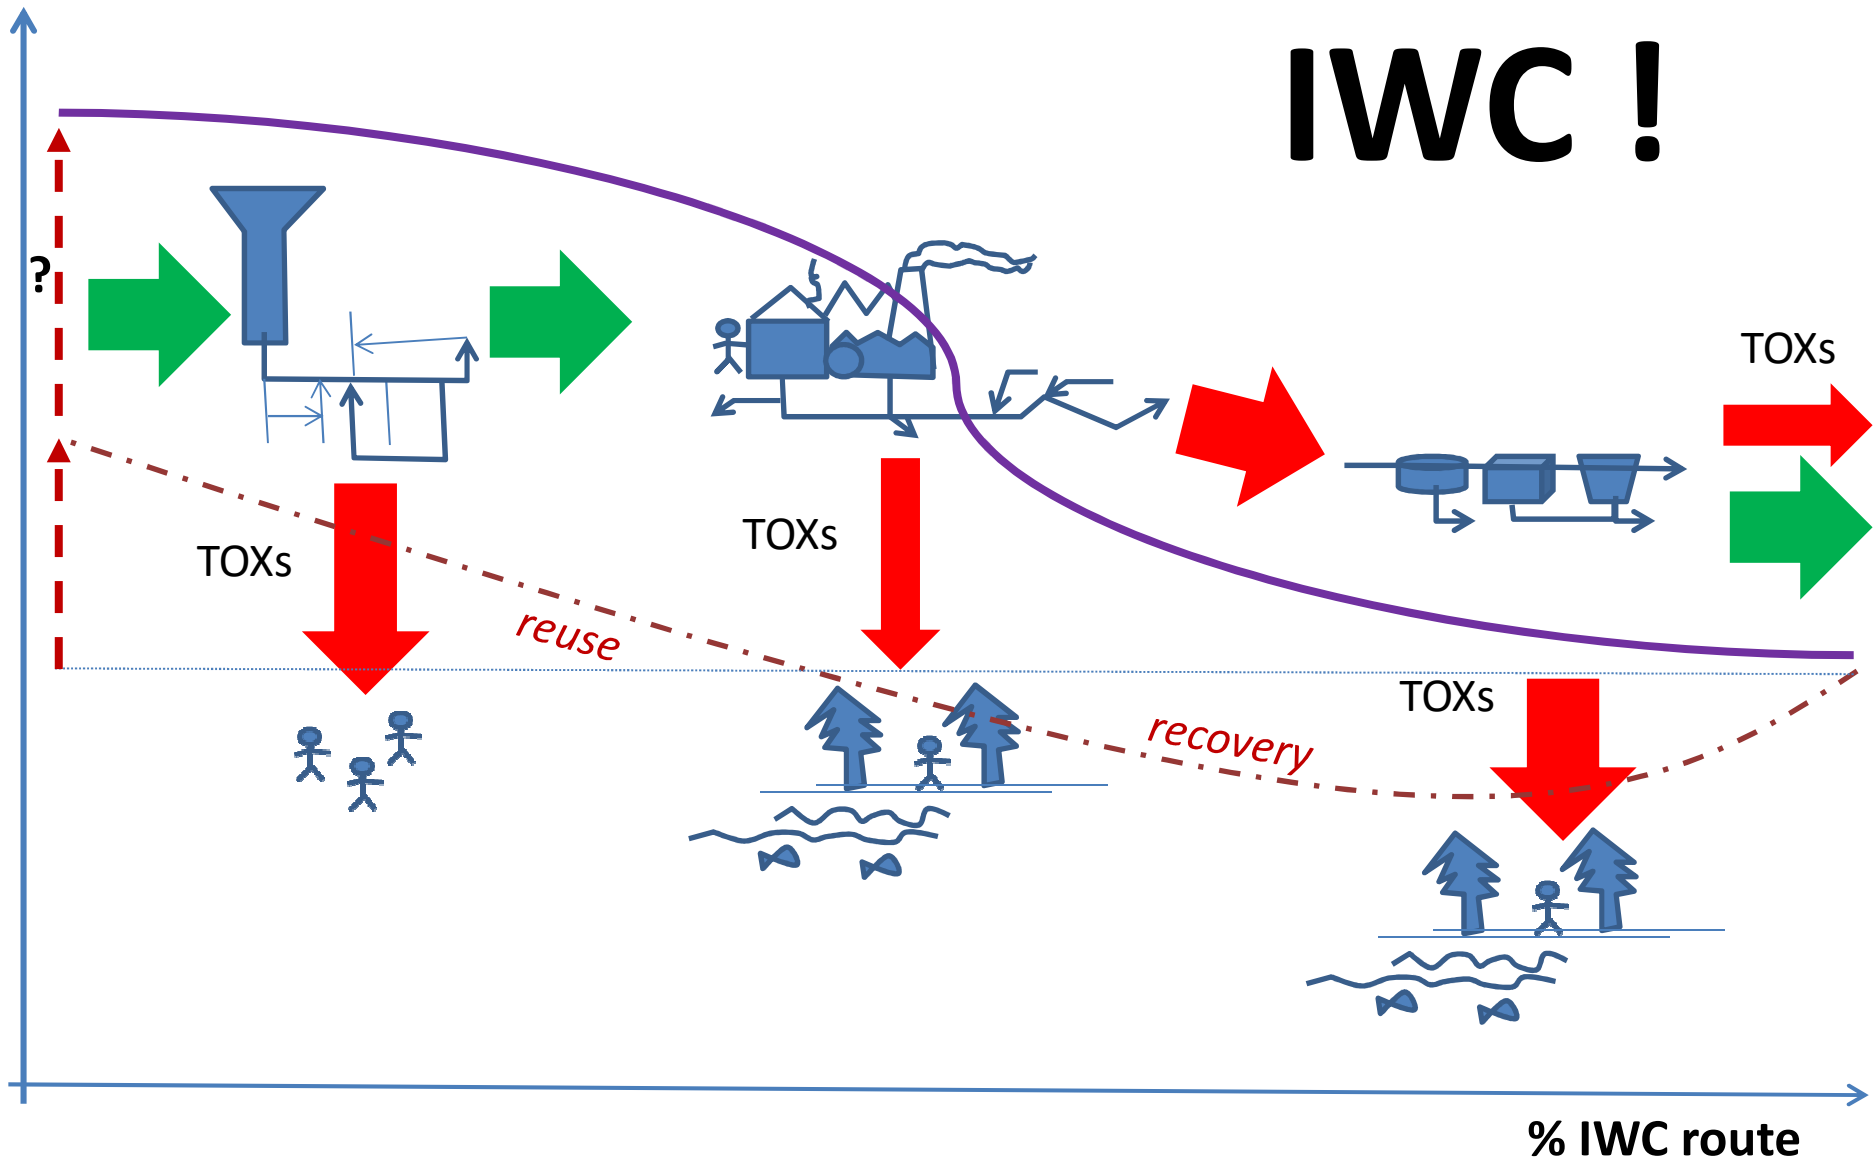 IWC !
?
TOXs
TOXs
TOXs
reuse
TOXs
recovery
% IWC route